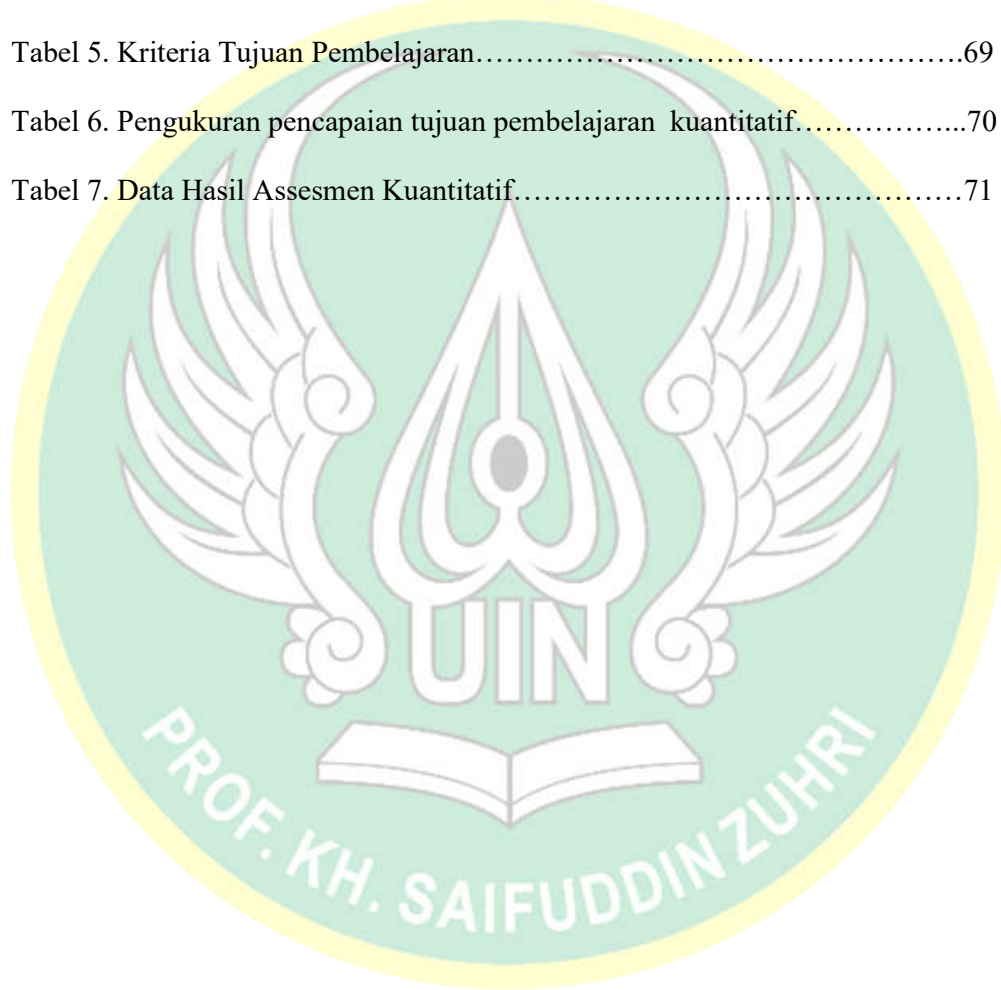 Tabel 5. Kriteria Tujuan Pembelajaran……………………………………………….69
Tabel 6. Pengukuran pencapaian tujuan pembelajaran  kuantitatif……………...70
Tabel 7. Data Hasil Assesmen Kuantitatif…………………………………………71
UIN
PROF. KH. SAIFUDDIN ZUHRI